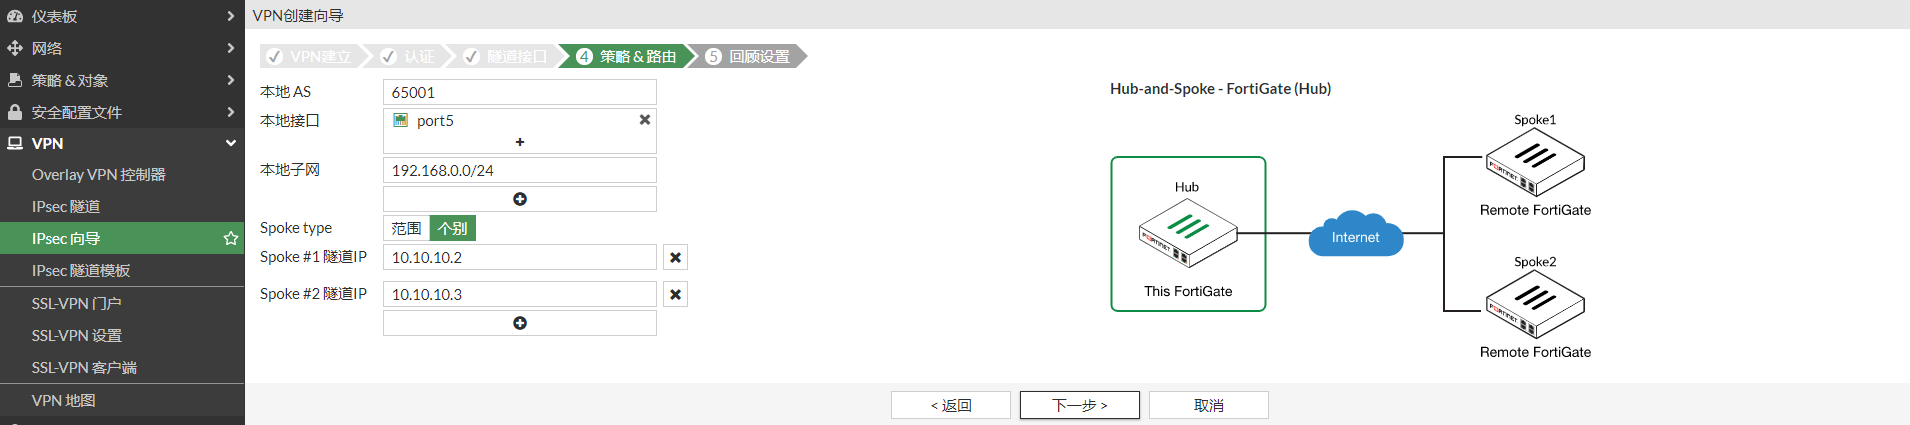 仪表板
网络
策略 & 对象
安全配置文件
VPN
Overlay VPN 控制器
IPsec 隧道
IPsec 向导
IPsec 隧道模板
SSL-VPN 门户
SSL-VPN 设置
SSL-VPN 客户端
VPN 地图
VPN创建向导
VPN建立
认证
隧道接口
4 策略 & 路由
5 回顾设置
本地 AS 65001
本地接口 port5
+
本地子网 192.168.0.0/24
Spoke type 范围 个别
Spoke #1 隧道IP 10.10.10.2
Spoke #2 隧道IP 10.10.10.3
Hub-and-Spoke - FortiGate (Hub)
Hub
FORTINET
This FortiGate
Internet
Spoke1
FORTINET
Remote FortiGate
Spoke2
FORTINET
Remote FortiGate
< 返回
下一步 >
取消